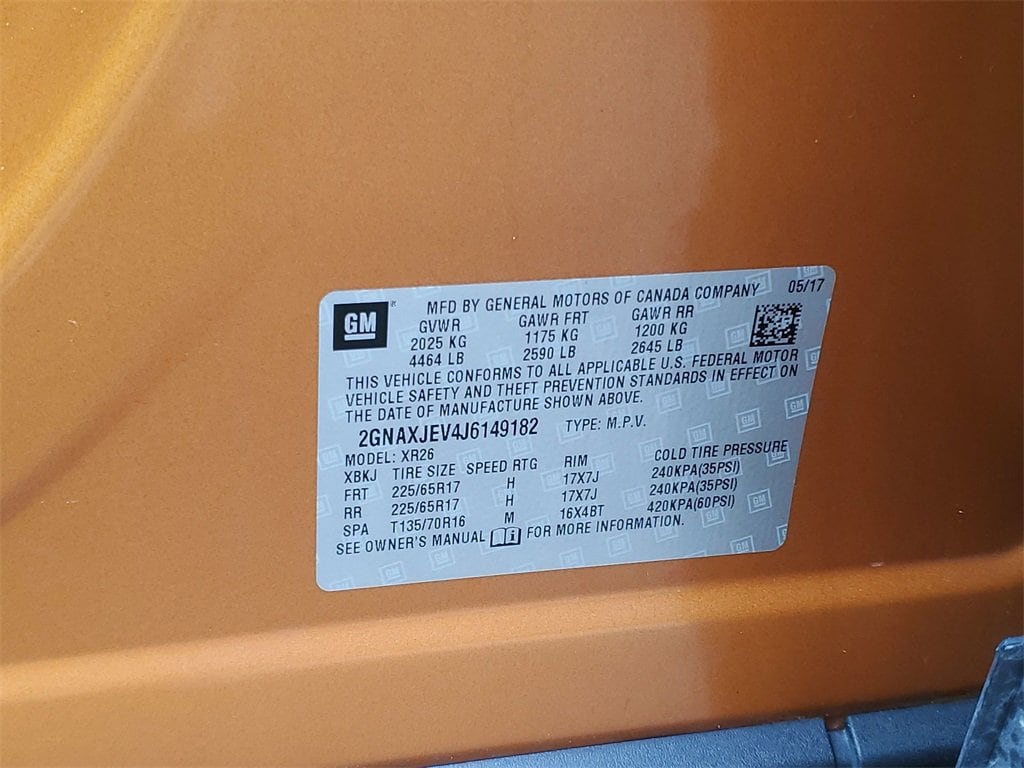 GM ®
MFD BY GENERAL MOTORS OF CANADA COMPANY 05/17
GVWR GAWR FRT GAWR RR
2025 KG 1175 KG 1200 KG
4464 LB 2590 LB 2645 LB
THIS VEHICLE CONFORMS TO ALL APPLICABLE U.S. FEDERAL MOTOR
VEHICLE SAFETY AND THEFT PREVENTION STANDARDS IN EFFECT ON
THE DATE OF MANUFACTURE SHOWN ABOVE.
2GNAXJEV4J6149182 TYPE: M.P.V.
MODEL: XR26
XBKJ TIRE SIZE SPEED RTG RIM COLD TIRE PRESSURE
FRT 225/65R17 H 17X7J 240KPA(35PSI)
RR 225/65R17 H 17X7J 240KPA(35PSI)
SPA T135/70R16 M 16X4BT 420KPA(60PSI)
SEE OWNER'S MANUAL i FOR MORE INFORMATION.